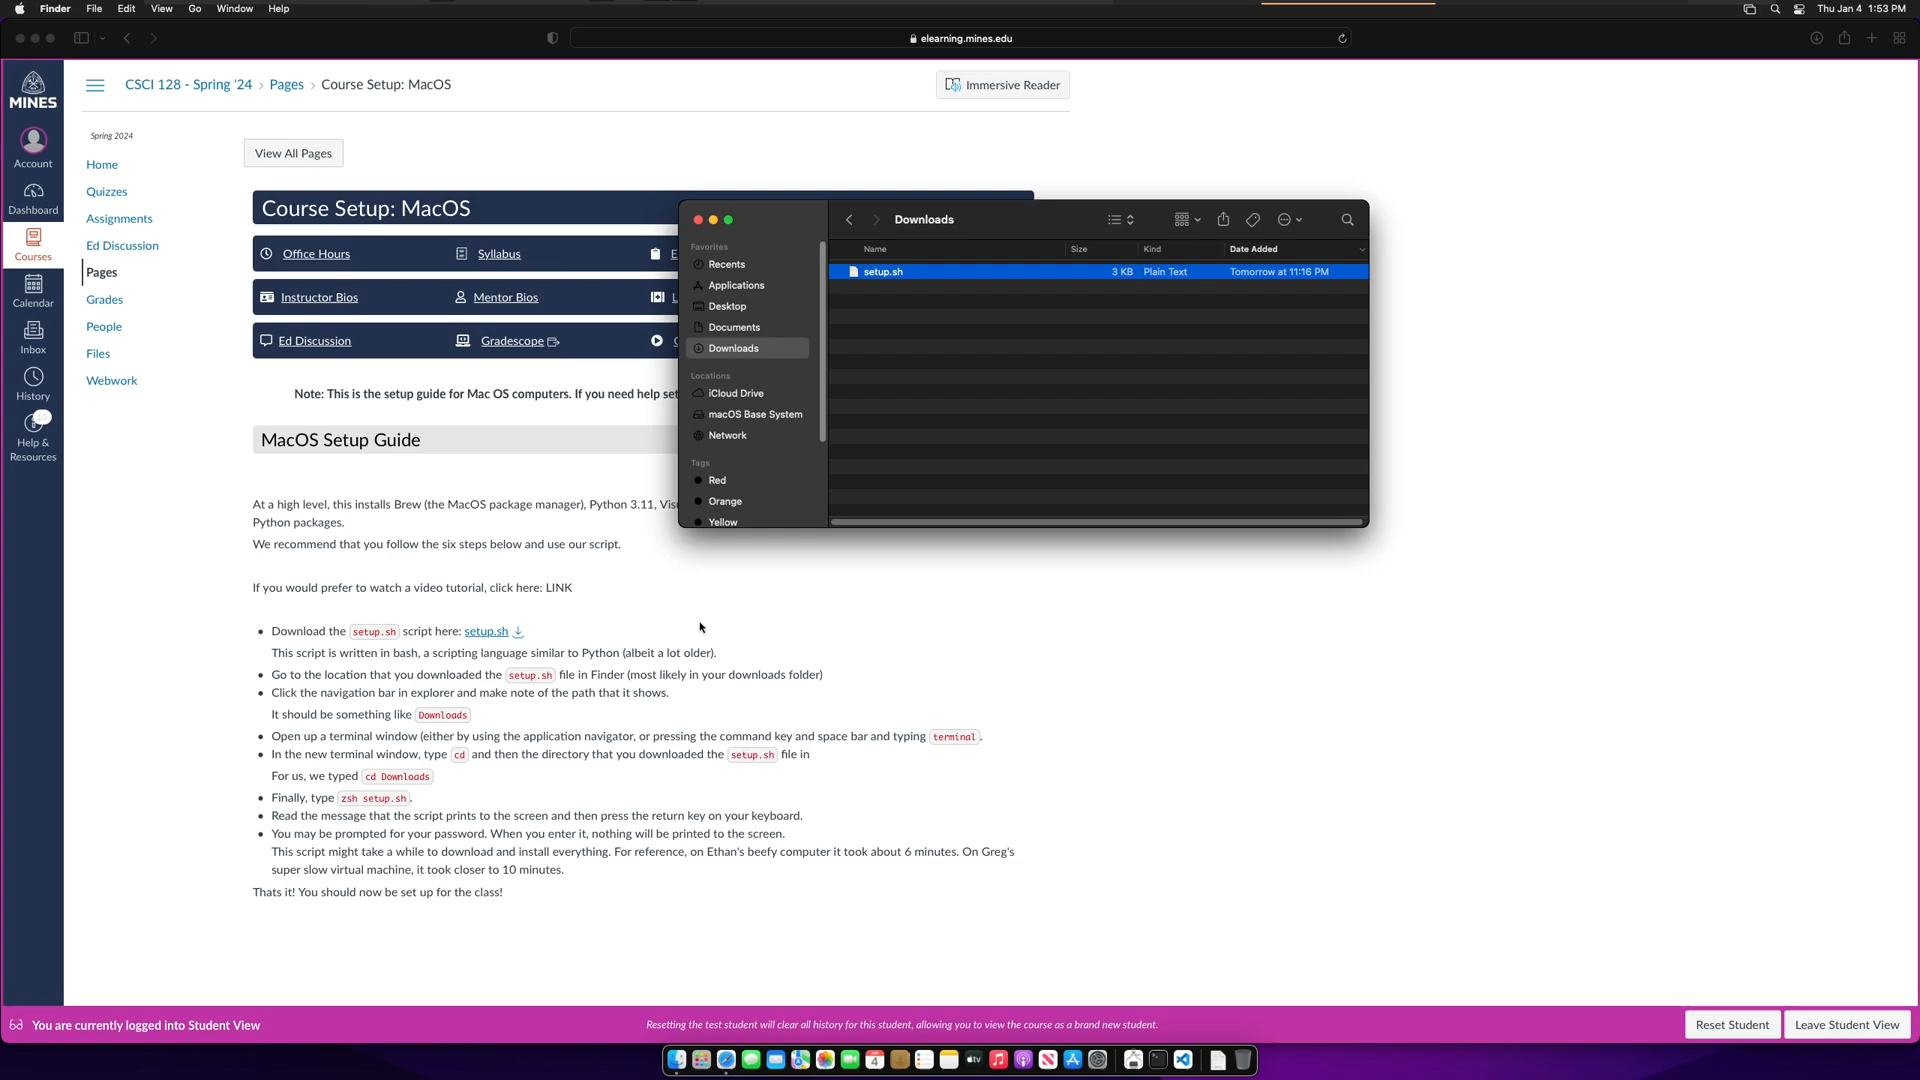 Finder File Edit View Go Window Help
Thu Jan 4 1:53 PM
elearning.mines.edu
MINES
Account
Dashboard
Courses
Calendar
Inbox
History
Help &
Resources
CSCI 128 - Spring '24 › Pages › Course Setup: MacOS
Immersive Reader
Spring 2024
Home
Quizzes
Assignments
Ed Discussion
Pages
Grades
People
Files
Webwork
View All Pages
Course Setup: MacOS
Office Hours Syllabus E
Instructor Bios Mentor Bios L
Ed Discussion Gradescope
Note: This is the setup guide for Mac OS computers. If you need help set
MacOS Setup Guide
At a high level, this installs Brew (the MacOS package manager), Python 3.11, Vis
Python packages.
We recommend that you follow the six steps below and use our script.
If you would prefer to watch a video tutorial, click here: LINK
• Download the setup.sh script here: setup.sh
This script is written in bash, a scripting language similar to Python (albeit a lot older).
• Go to the location that you downloaded the setup.sh file in Finder (most likely in your downloads folder)
• Click the navigation bar in explorer and make note of the path that it shows.
It should be something like Downloads
• Open up a terminal window (either by using the application navigator, or pressing the command key and space bar and typing terminal.
• In the new terminal window, type cd and then the directory that you downloaded the setup.sh file in
For us, we typed cd Downloads
• Finally, type zsh setup.sh.
• Read the message that the script prints to the screen and then press the return key on your keyboard.
• You may be prompted for your password. When you enter it, nothing will be printed to the screen.
This script might take a while to download and install everything. For reference, on Ethan's beefy computer it took about 6 minutes. On Greg's
super slow virtual machine, it took closer to 10 minutes.
Thats it! You should now be set up for the class!
Downloads
Favorites
Recents
Applications
Desktop
Documents
Downloads
Locations
iCloud Drive
macOS Base System
Network
Tags
Red
Orange
Yellow
Name Size Kind Date Added
setup.sh 3 KB Plain Text Tomorrow at 11:16 PM
You are currently logged into Student View
Resetting the test student will clear all history for this student, allowing you to view the course as a brand new student.
Reset Student
Leave Student View
4
tv